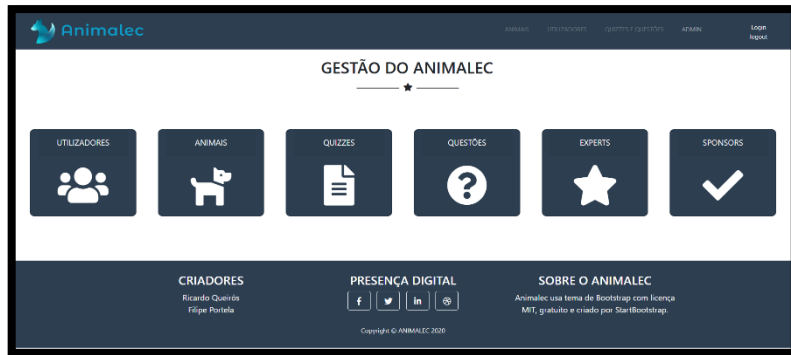 Animalec
ANIMAIS UTILIZADORES QUIZZES E QUESTÕES ADMIN Login
logout
GESTÃO DO ANIMALEC
UTILIZADORES ANIMAIS QUIZZES QUESTÕES EXPERTS SPONSORS
CRIADORES
Ricardo Queirós
Filipe Portela
PRESENÇA DIGITAL
SOBRE O ANIMALEC
Animalec usa tema de Bootstrap com licença
MIT, gratuito e criado por StartBootstrap.
Copyright © ANIMALEC 2020